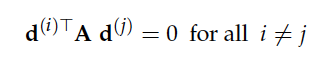 d⁽ⁱ⁾⊤A d⁽ʲ⁾ = 0 for all i ≠ j